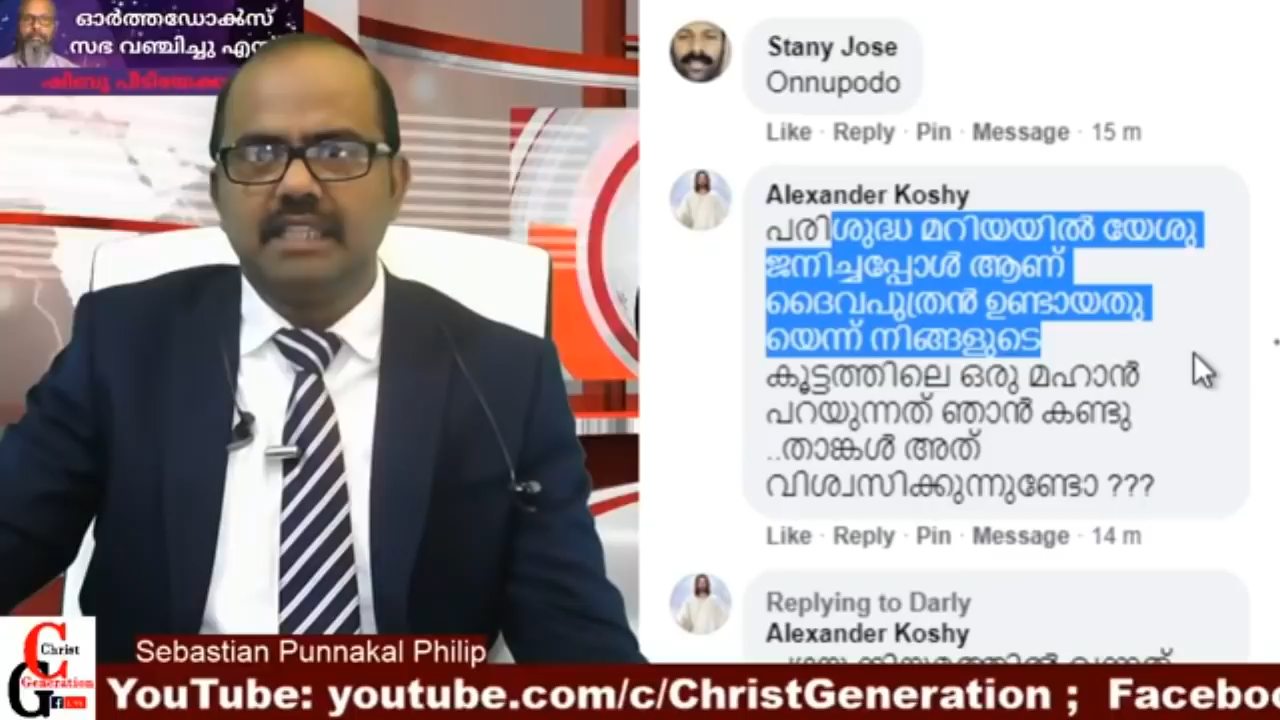 ഓർത്തഡോക്സ്
സഭ വഞ്ചിച്ചു
ഷിബു
Stany Jose
Onnupodo
Like · Reply · Pin · Message · 15 m
Alexander Koshy
പരിശുദ്ധ മറിയയിൽ യേശു
ജനിച്ചപ്പോൾ ആണ്
ദൈവപുത്രൻ ഉണ്ടായതു
യെന്ന് നിങ്ങളുടെ
കൂട്ടത്തിലെ ഒരു മഹാൻ
പറയുന്നത് ഞാൻ കണ്ടു
..താങ്കൾ അത്
വിശ്വസിക്കുന്നുണ്ടോ ???
Like · Reply · Pin · Message · 14 m
Replying to Darly
Alexander Koshy
Sebastian Punnakal Philip
Christ
Generation
YouTube: youtube.com/c/ChristGeneration ; Faceboo